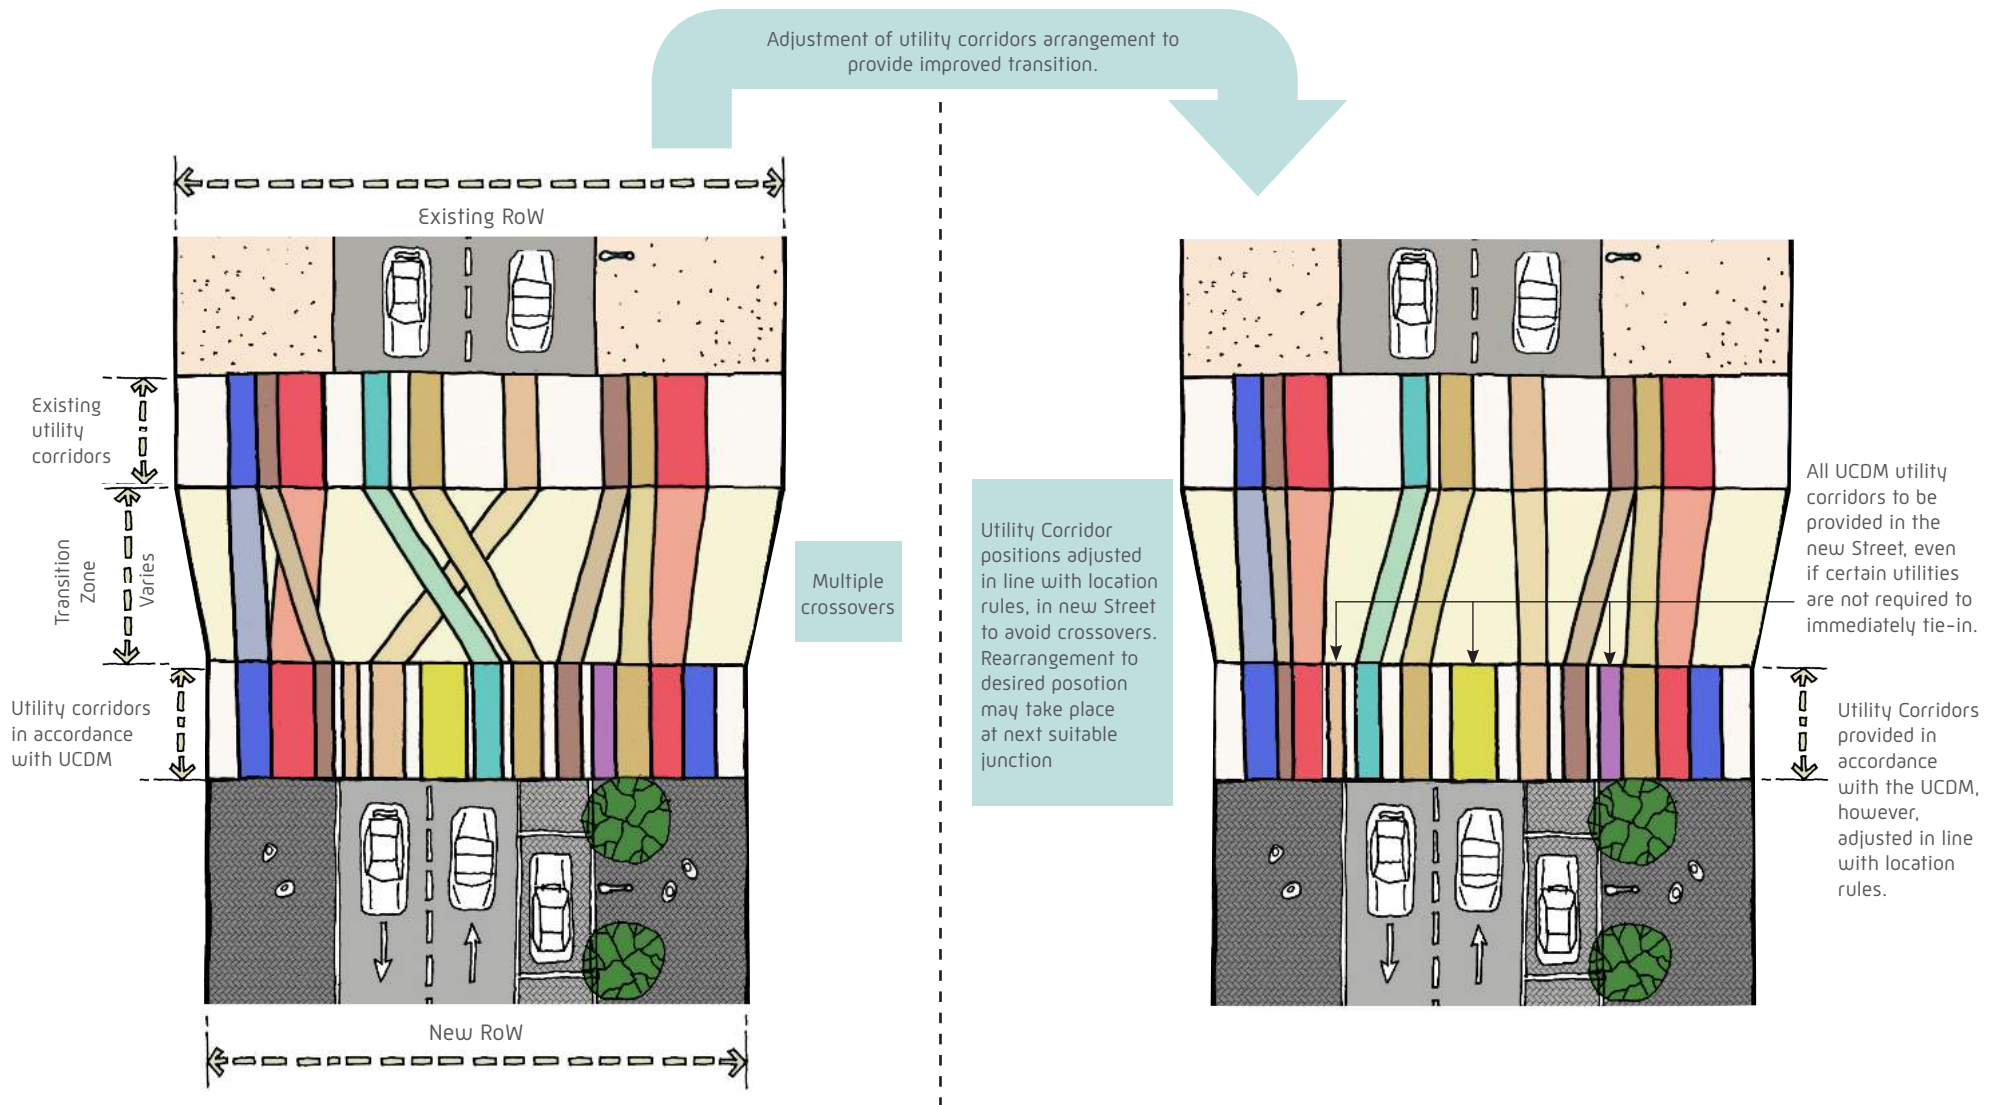 Adjustment of utility corridors arrangement to
provide improved transition.
Existing RoW
Existing
utility
corridors
Transition
Zone
Varies
Utility corridors
in accordance
with UCDM
New RoW
Multiple
crossovers
Utility Corridor
positions adjusted
in line with location
rules, in new Street
to avoid crossovers.
Rearrangement to
desired posotion
may take place
at next suitable
junction
All UCDM utility
corridors to be
provided in the
new Street, even
if certain utilities
are not required to
immediately tie-in.
Utility Corridors
provided in
accordance
with the UCDM,
however,
adjusted in line
with location
rules.